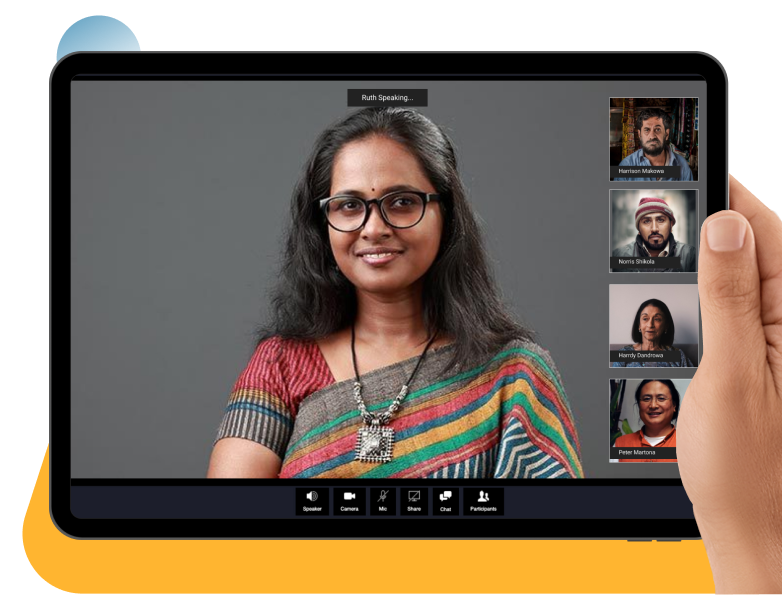 Ruth Speaking...
Harrison Makowa
Norris Shikola
Harrdy Dandrowa
Peter Martona
Speaker
Camera
Mic
Share
Chat
Participants